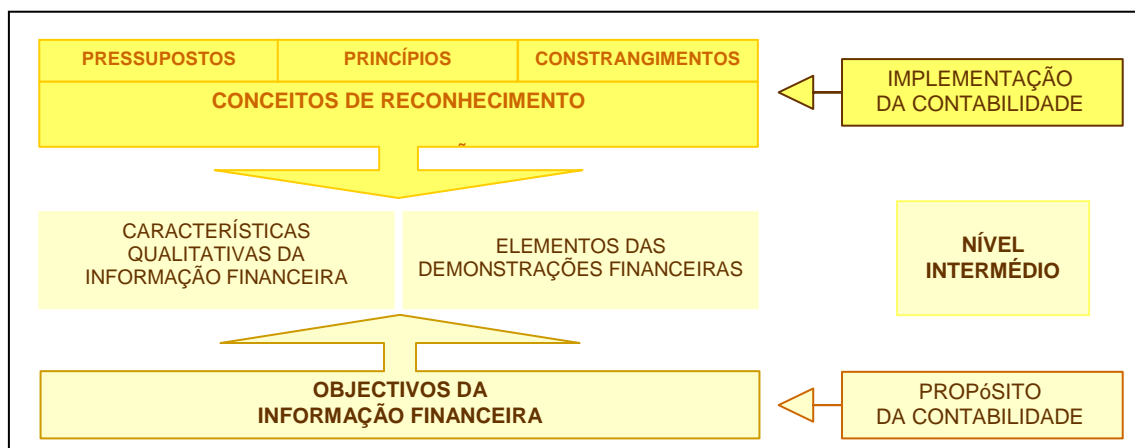 PRESSUPOSTOS
PRINCÍPIOS
CONSTRANGIMENTOS
CONCEITOS DE RECONHECIMENTO
IMPLEMENTAÇÃO
DA CONTABILIDADE
CARACTERÍSTICAS
QUALITATIVAS DA
INFORMAÇÃO FINANCEIRA
ELEMENTOS DAS
DEMONSTRAÇÕES FINANCEIRAS
NÍVEL
INTERMÉDIO
OBJECTIVOS DA
INFORMAÇÃO FINANCEIRA
PROPóSITO
DA CONTABILIDADE